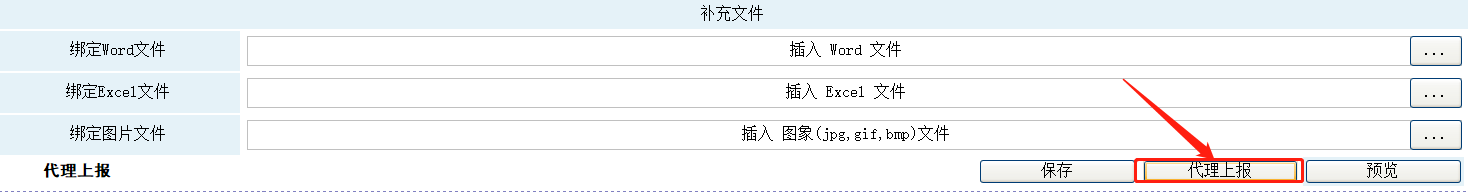 补充文件
绑定Word文件 插入 Word 文件 ...
绑定Excel文件 插入 Excel 文件 ...
绑定图片文件 插入 图象(jpg,gif,bmp)文件 ...
代理上报 保存 代理上报 预览